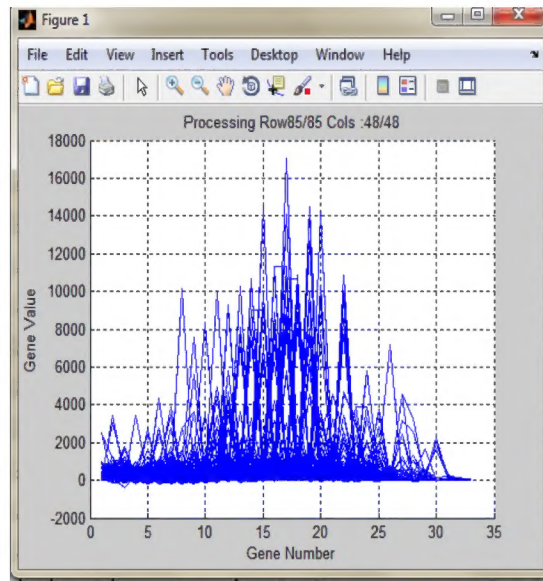 Figure 1
File Edit View Insert Tools Desktop Window Help
Processing Row85/85 Cols :48/48
18000
16000
14000
12000
10000
8000
6000
4000
2000
0
-2000
Gene Value
0 5 10 15 20 25 30 35
Gene Number